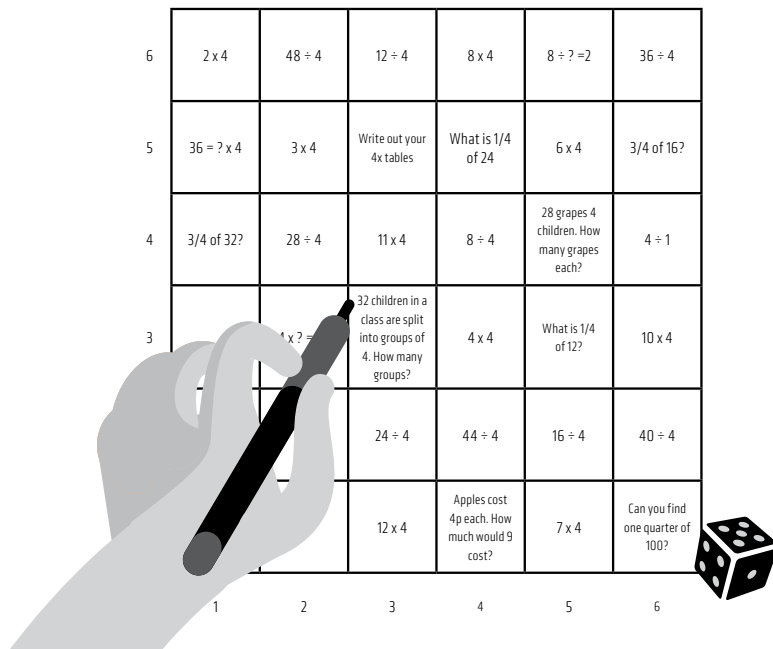 6
2 x 4
48 ÷ 4
12 ÷ 4
8 x 4
8 ÷ ? =2
36 ÷ 4
5
36 = ? x 4
3 x 4
Write out your
4x tables
What is 1/4
of 24
6 x 4
3/4 of 16?
4
3/4 of 32?
28 ÷ 4
11 x 4
8 ÷ 4
28 grapes 4
children. How
many grapes
each?
4 ÷ 1
3
x ? =
32 children in a
class are split
into groups of
4. How many
groups?
4 x 4
What is 1/4
of 12?
10 x 4
24 ÷ 4
44 ÷ 4
16 ÷ 4
40 ÷ 4
12 x 4
Apples cost
4p each. How
much would 9
cost?
7 x 4
Can you find
one quarter of
100?
1
2
3
4
5
6